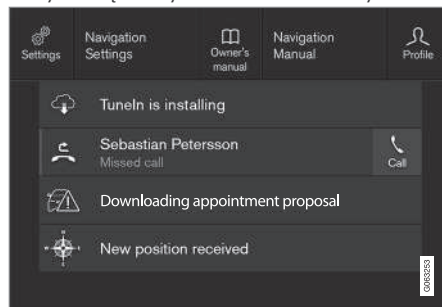 Settings
Navigation
Settings
Owner's
manual
Navigation
Manual
Profile
TuneIn is installing
Sebastian Petersson
Missed call
Call
Downloading appointment proposal
New position received
G063253